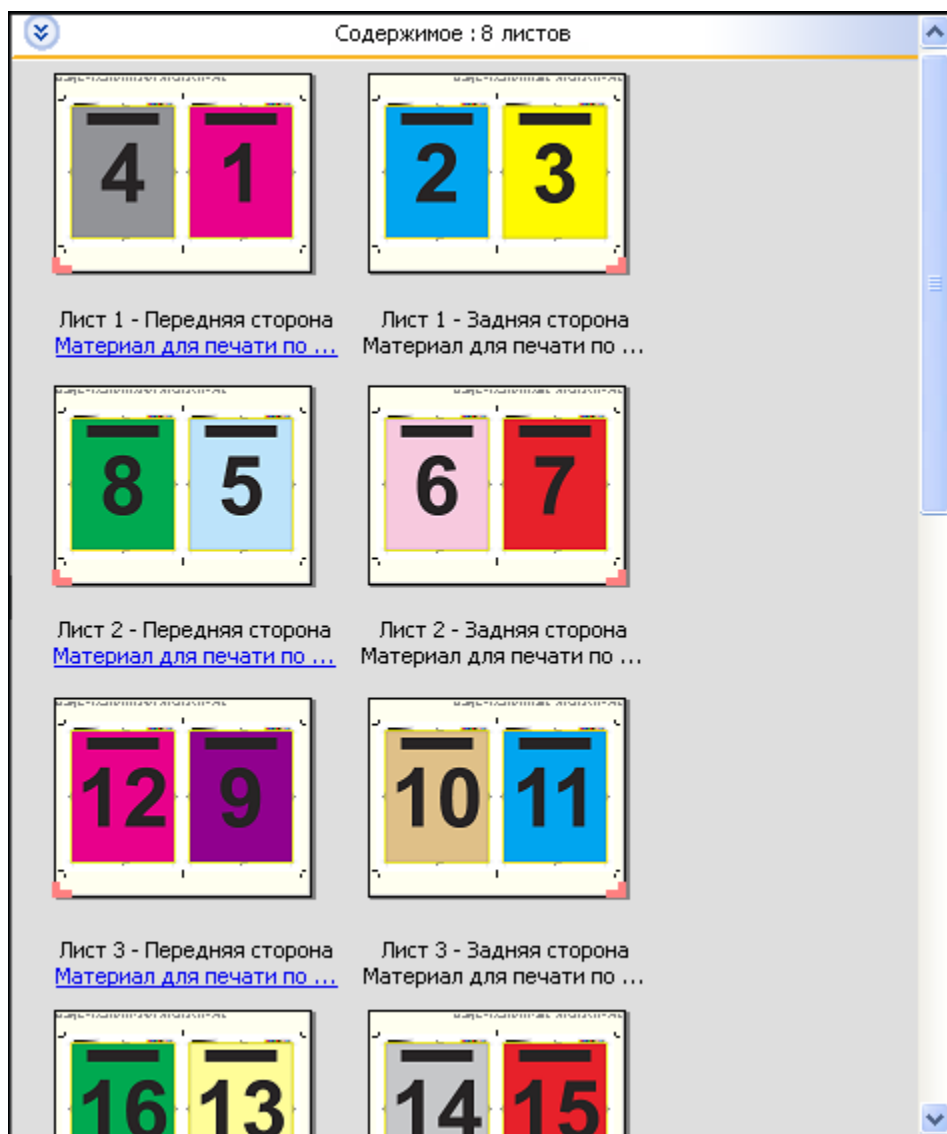 Содержимое : 8 листов
4 1 2 3
Лист 1 - Передняя сторона Лист 1 - Задняя сторона
Материал для печати по ... Материал для печати по ...
8 5 6 7
Лист 2 - Передняя сторона Лист 2 - Задняя сторона
Материал для печати по ... Материал для печати по ...
12 9 10 11
Лист 3 - Передняя сторона Лист 3 - Задняя сторона
Материал для печати по ... Материал для печати по ...
16 13 14 15